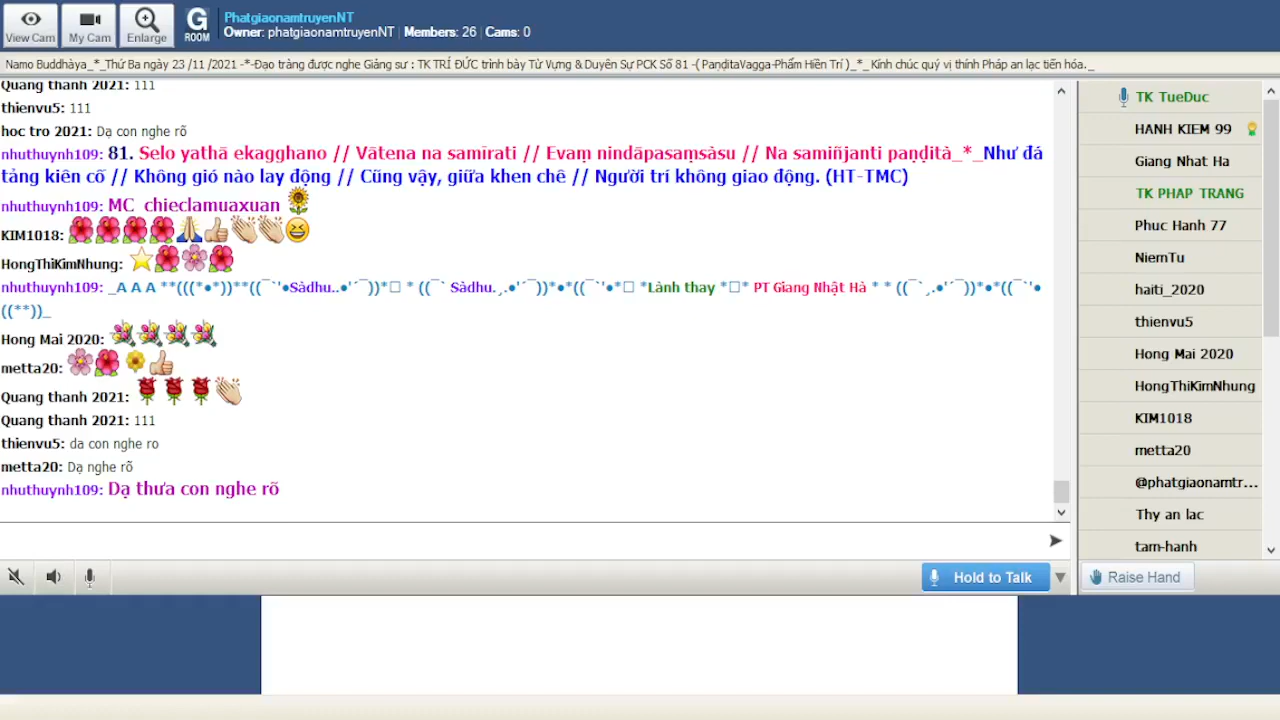 View Cam
My Cam
Enlarge
G
ROOM
PhatgiaonamtruyenNT
Owner: phatgiaonamtruyenNT | Members: 26 | Cams: 0
Namo Buddhàya_*_Thứ Ba ngày 23 /11 /2021 -*-Đạo tràng được nghe Giảng sư : TK TRÍ ĐỨC trình bày Từ Vựng & Duyên Sự PCK Số 81 -( PaṇḍitaVagga-Phẩm Hiền Trí )_*_ Kính chúc quý vị thính Pháp an lạc tiến hóa._
Quang thanh 2021: 111
thienvu5: 111
hoc tro 2021: Dạ con nghe rõ
nhuthuynh109: 81. Selo yathā ekagghano // Vātena na samīrati // Evaṃ nindāpasaṃsàsu // Na samiñjanti paṇḍità_*_Như đá
tảng kiên cố // Không gió nào lay động // Cũng vậy, giữa khen chê // Người trí không giao động. (HT-TMC)
nhuthuynh109: MC chieclamuaxuan
KIM1018:
HongThiKimNhung:
nhuthuynh109: _A A A **(((*•*))**((¯`'•Sàdhu..•'´¯))*□ * ((¯` Sàdhu.¸.•'´¯))*•*((¯`'•*□ *Lành thay *□* PT Giang Nhật Hà * * ((¯`¸.•'´¯))*•*((¯`'•
((**))_
Hong Mai 2020:
metta20:
Quang thanh 2021:
Quang thanh 2021: 111
thienvu5: da con nghe ro
metta20: Dạ nghe rõ
nhuthuynh109: Dạ thưa con nghe rõ
Hold to Talk
TK TueDuc
HANH KIEM 99
Giang Nhat Ha
TK PHAP TRANG
Phuc Hanh 77
NiemTu
haiti_2020
thienvu5
Hong Mai 2020
HongThiKimNhung
KIM1018
metta20
@phatgiaonamtr...
Thy an lac
tam-hanh
Raise Hand